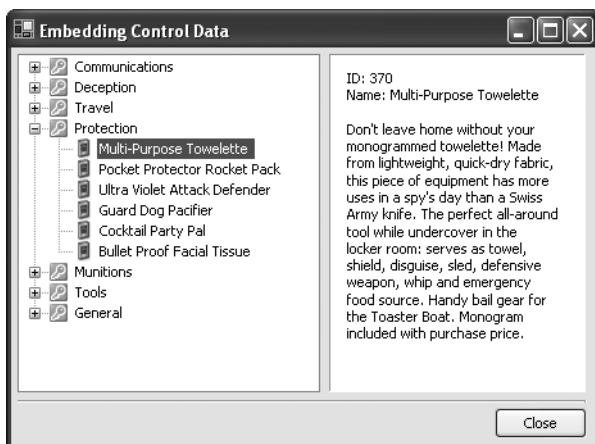 Embedding Control Data
Communications
Deception
Travel
Protection
Multi-Purpose Towelette
Pocket Protector Rocket Pack
Ultra Violet Attack Defender
Guard Dog Pacifier
Cocktail Party Pal
Bullet Proof Facial Tissue
Munitions
Tools
General
ID: 370
Name: Multi-Purpose Towelette
Don't leave home without your
monogrammed towelette! Made
from lightweight, quick-dry fabric,
this piece of equipment has more
uses in a spy's day than a Swiss
Army knife. The perfect all-around
tool while undercover in the
locker room: serves as towel,
shield, disguise, sled, defensive
weapon, whip and emergency
food source. Handy bail gear for
the Toaster Boat. Monogram
included with purchase price.
Close